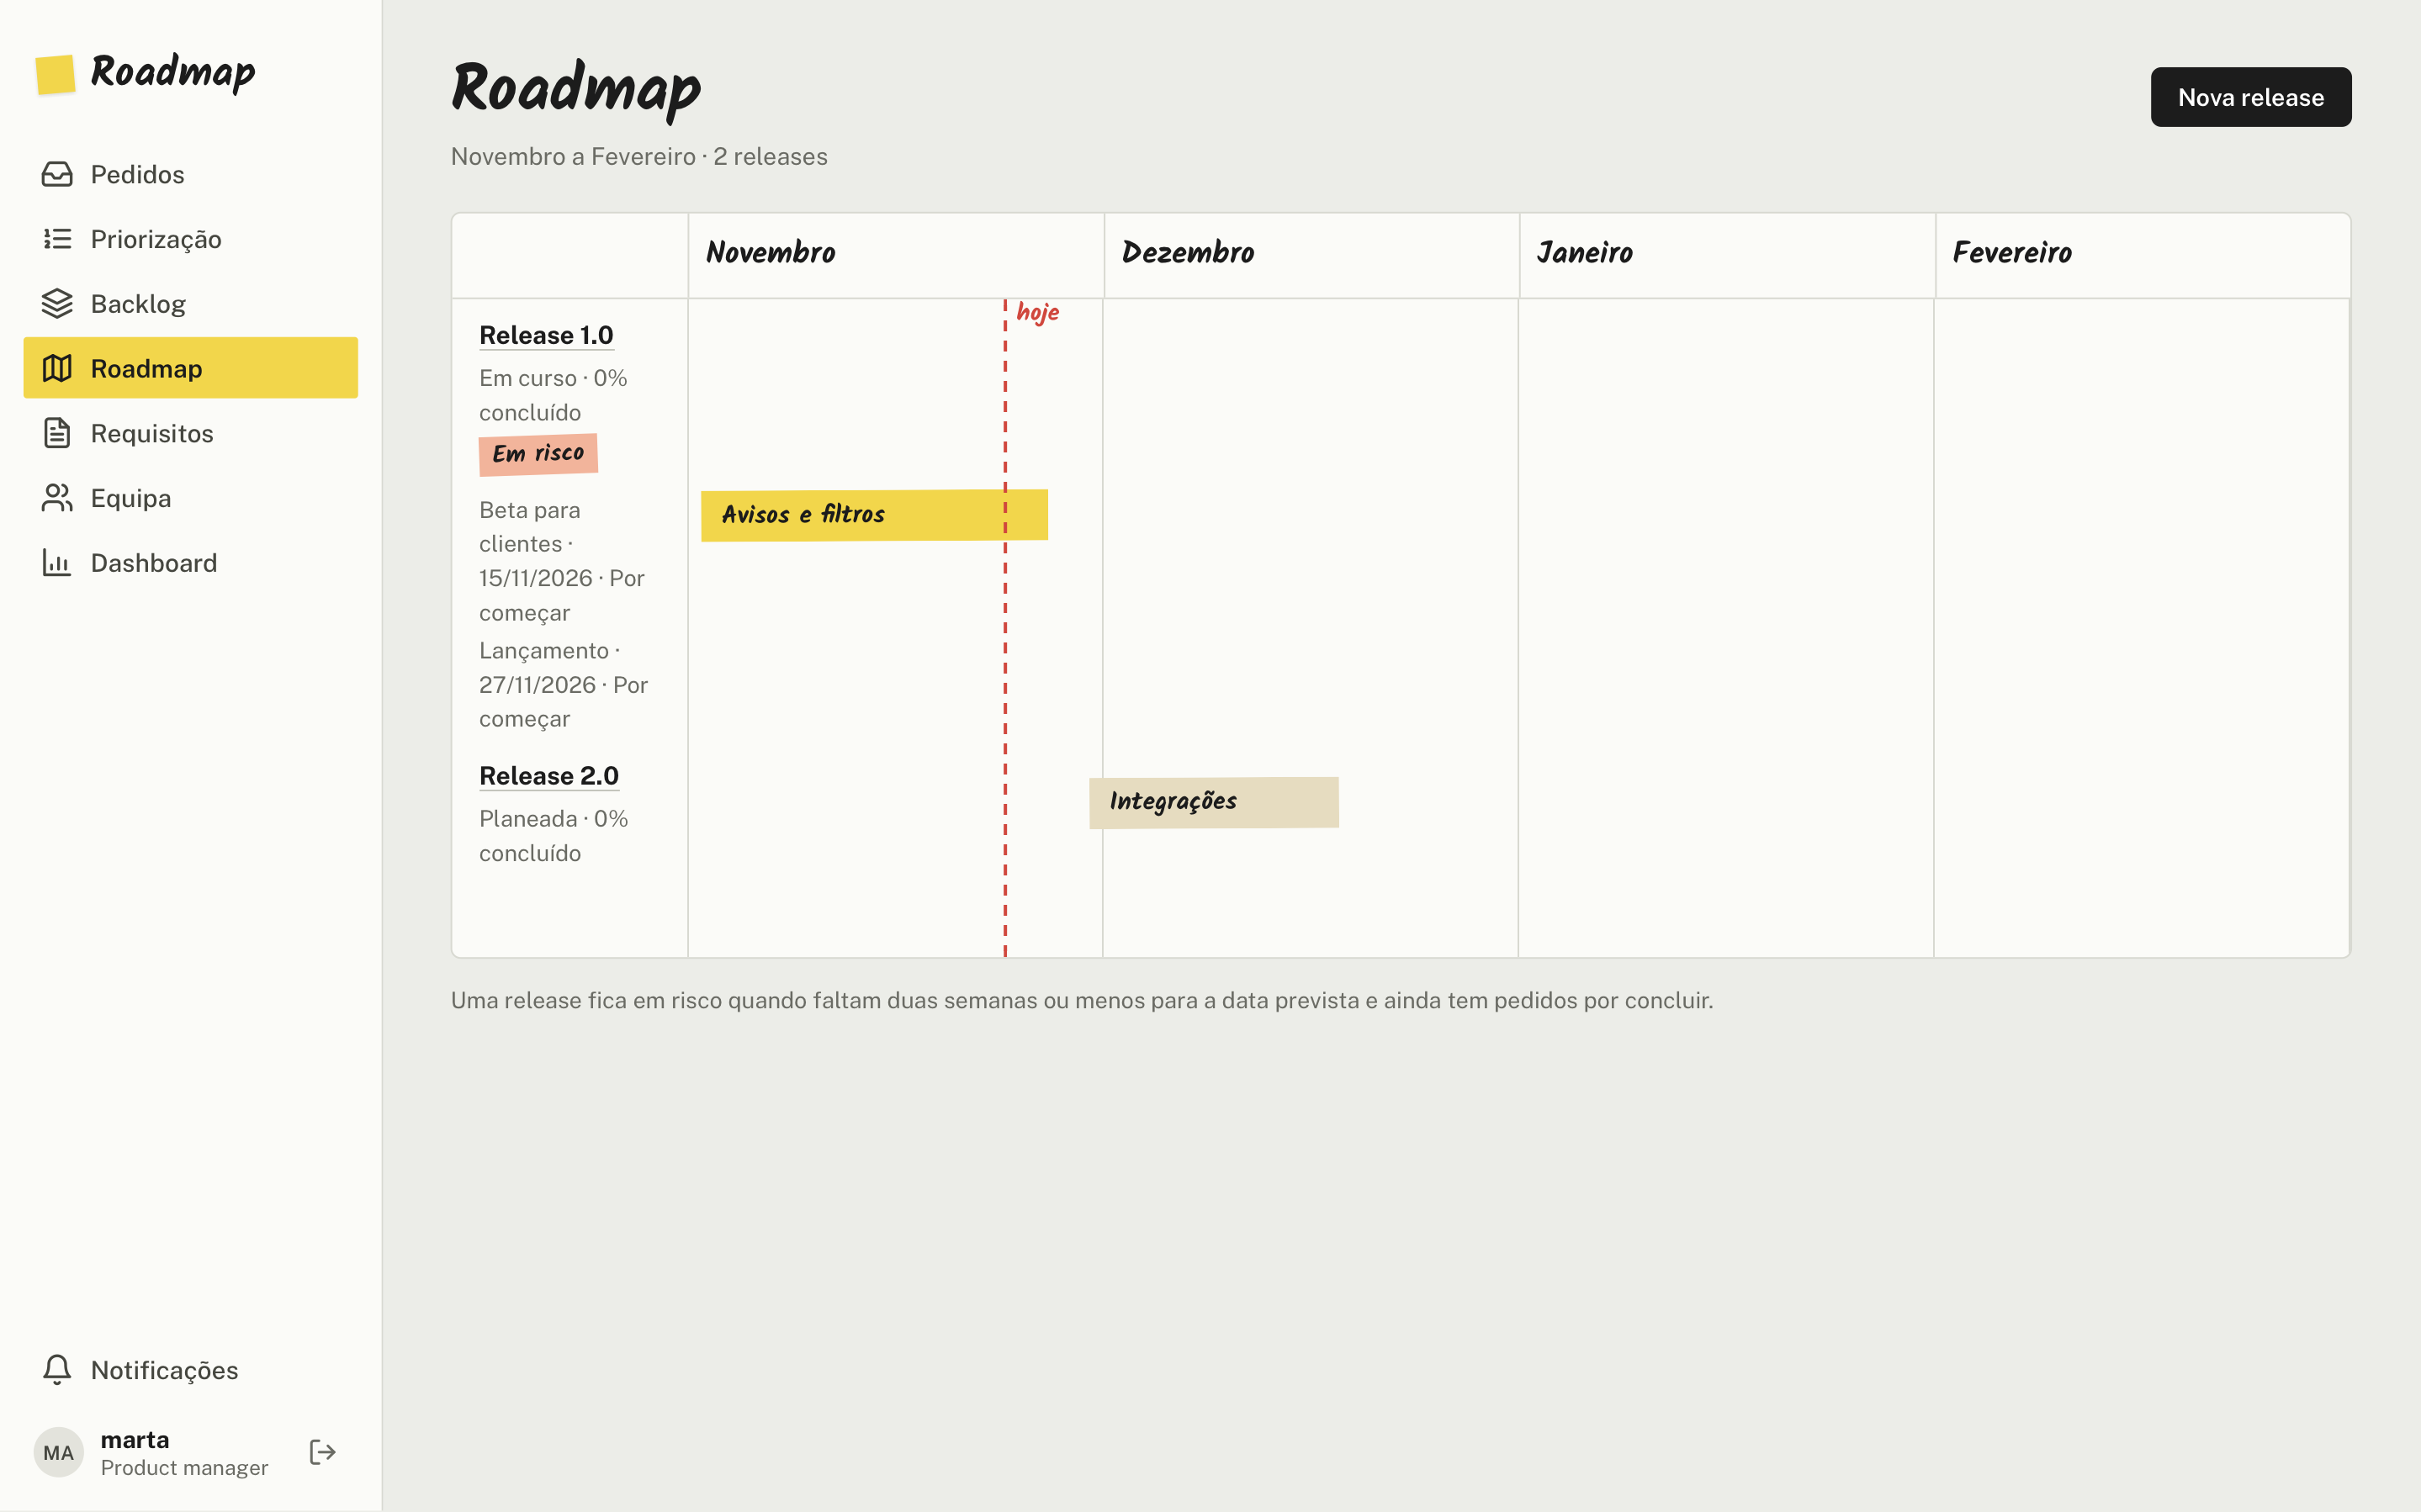 Roadmap
Pedidos
Priorização
Backlog
Roadmap
Requisitos
Equipa
Dashboard
Notificações
MA
marta
Product manager
Roadmap
Novembro a Fevereiro · 2 releases
Nova release
Novembro
Dezembro
Janeiro
Fevereiro
hoje
Release 1.0
Em curso · 0%
concluído
Em risco
Beta para
clientes ·
15/11/2026 · Por
começar
Lançamento ·
27/11/2026 · Por
começar
Avisos e filtros
Release 2.0
Planeada · 0%
concluído
Integrações
Uma release fica em risco quando faltam duas semanas ou menos para a data prevista e ainda tem pedidos por concluir.